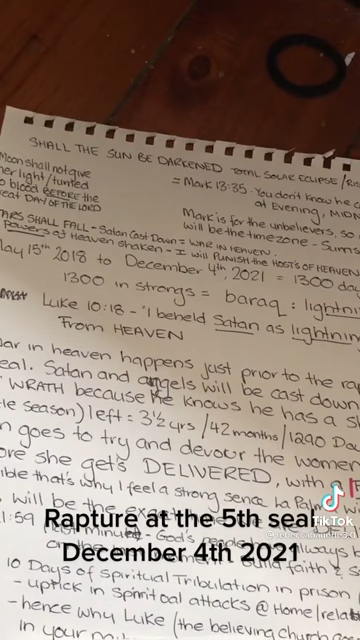 SHALL THE SUN BE DARKENED TOTAL SOLAR ECLIPSE
Moon shall not give
her light/turned
to blood BEFORE the
great DAY OF THE LORD
= Mark 13:35 - You don't know he
at Evening, MIDN
Mark is for the unbelievers, so
will be the timezone - Sunris
STARS SHALL FALL - Satan Cast Down = WAR IN HEAVEN.
Powers of Heaven shaken - I will PUNISH the HOSTS OF HEAVEN
May 15th 2018 to December 4th, 2021 = 1300 day
1300 in strongs = baraq : lightni
Luke 10:18 - "I beheld Satan as lightnin
From HEAVEN
War in heaven happens just prior to the ra
seal. Satan and angels will be cast down
WRATH because He knows he has a s
season) left = 3½ yrs / 42 months / 1290 Da
goes to try and devour the women
she get's DELIVERED, with
that's why I feel a strong sence
will be the
Rapture at the 5th seal
TikTok
:59
God's people always
December 4th 2021
10 Days of Spiritual Tribulation in prison
- uptick in spiritual attacks @ Home/rela
- hence why Luke (the believing church
in your